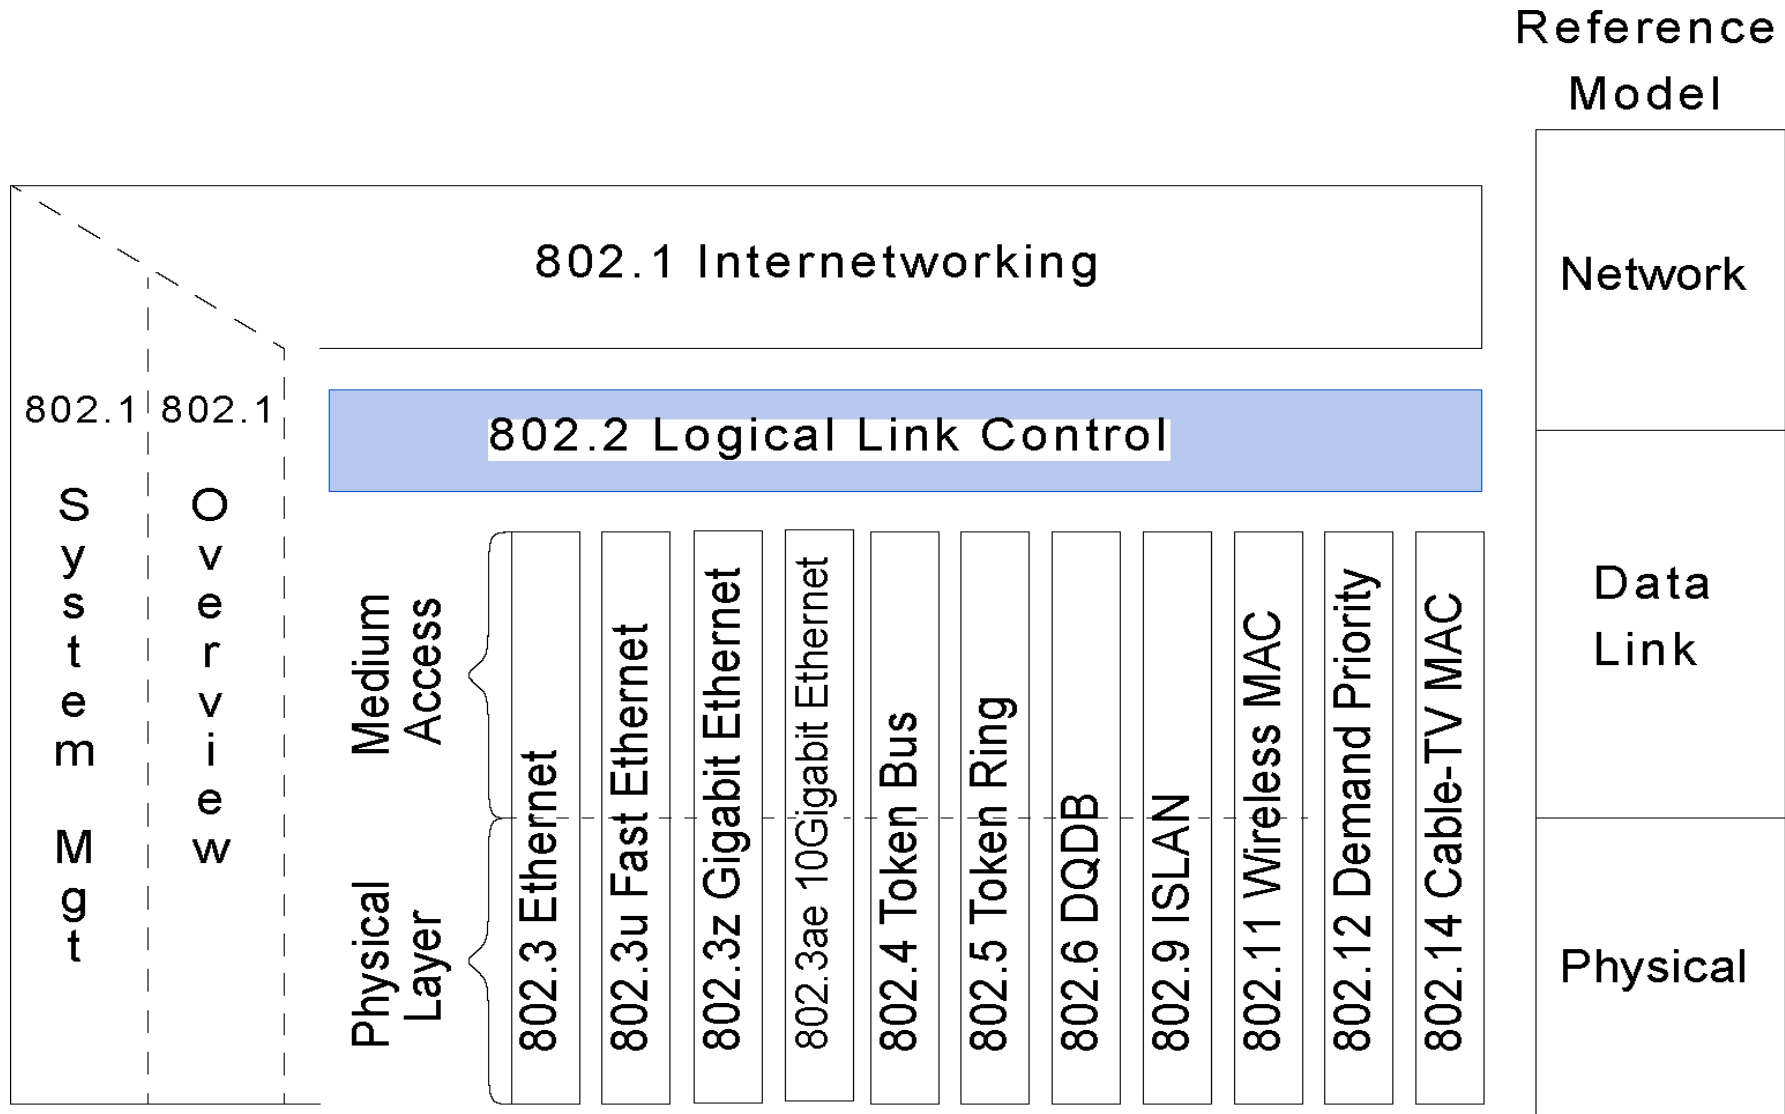 Reference
Model
802.1 Internetworking
Network
802.1
802.1
802.2 Logical Link Control
System Mgt
Overview
Medium
Access
Physical
Layer
802.3 Ethernet
802.3u Fast Ethernet
802.3z Gigabit Ethernet
802.3ae 10Gigabit Ethernet
802.4 Token Bus
802.5 Token Ring
802.6 DQDB
802.9 ISLAN
802.11 Wireless MAC
802.12 Demand Priority
802.14 Cable-TV MAC
Data
Link
Physical